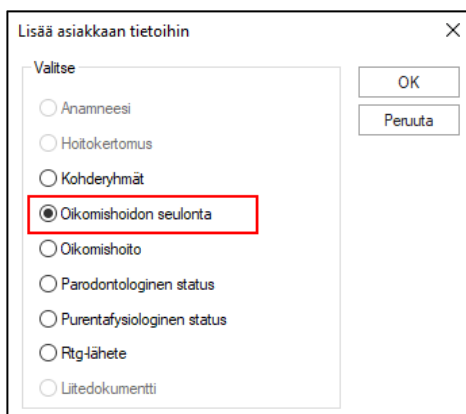 Lisää asiakkaan tietoihin
Valitse
Anamneesi
Hoitokertomus
Kohderyhmät
Oikomishoidon seulonta
Oikomishoito
Parodontologinen status
Purentafysiologinen status
Rtg-lähete
Liitedokumentti
OK
Peruuta